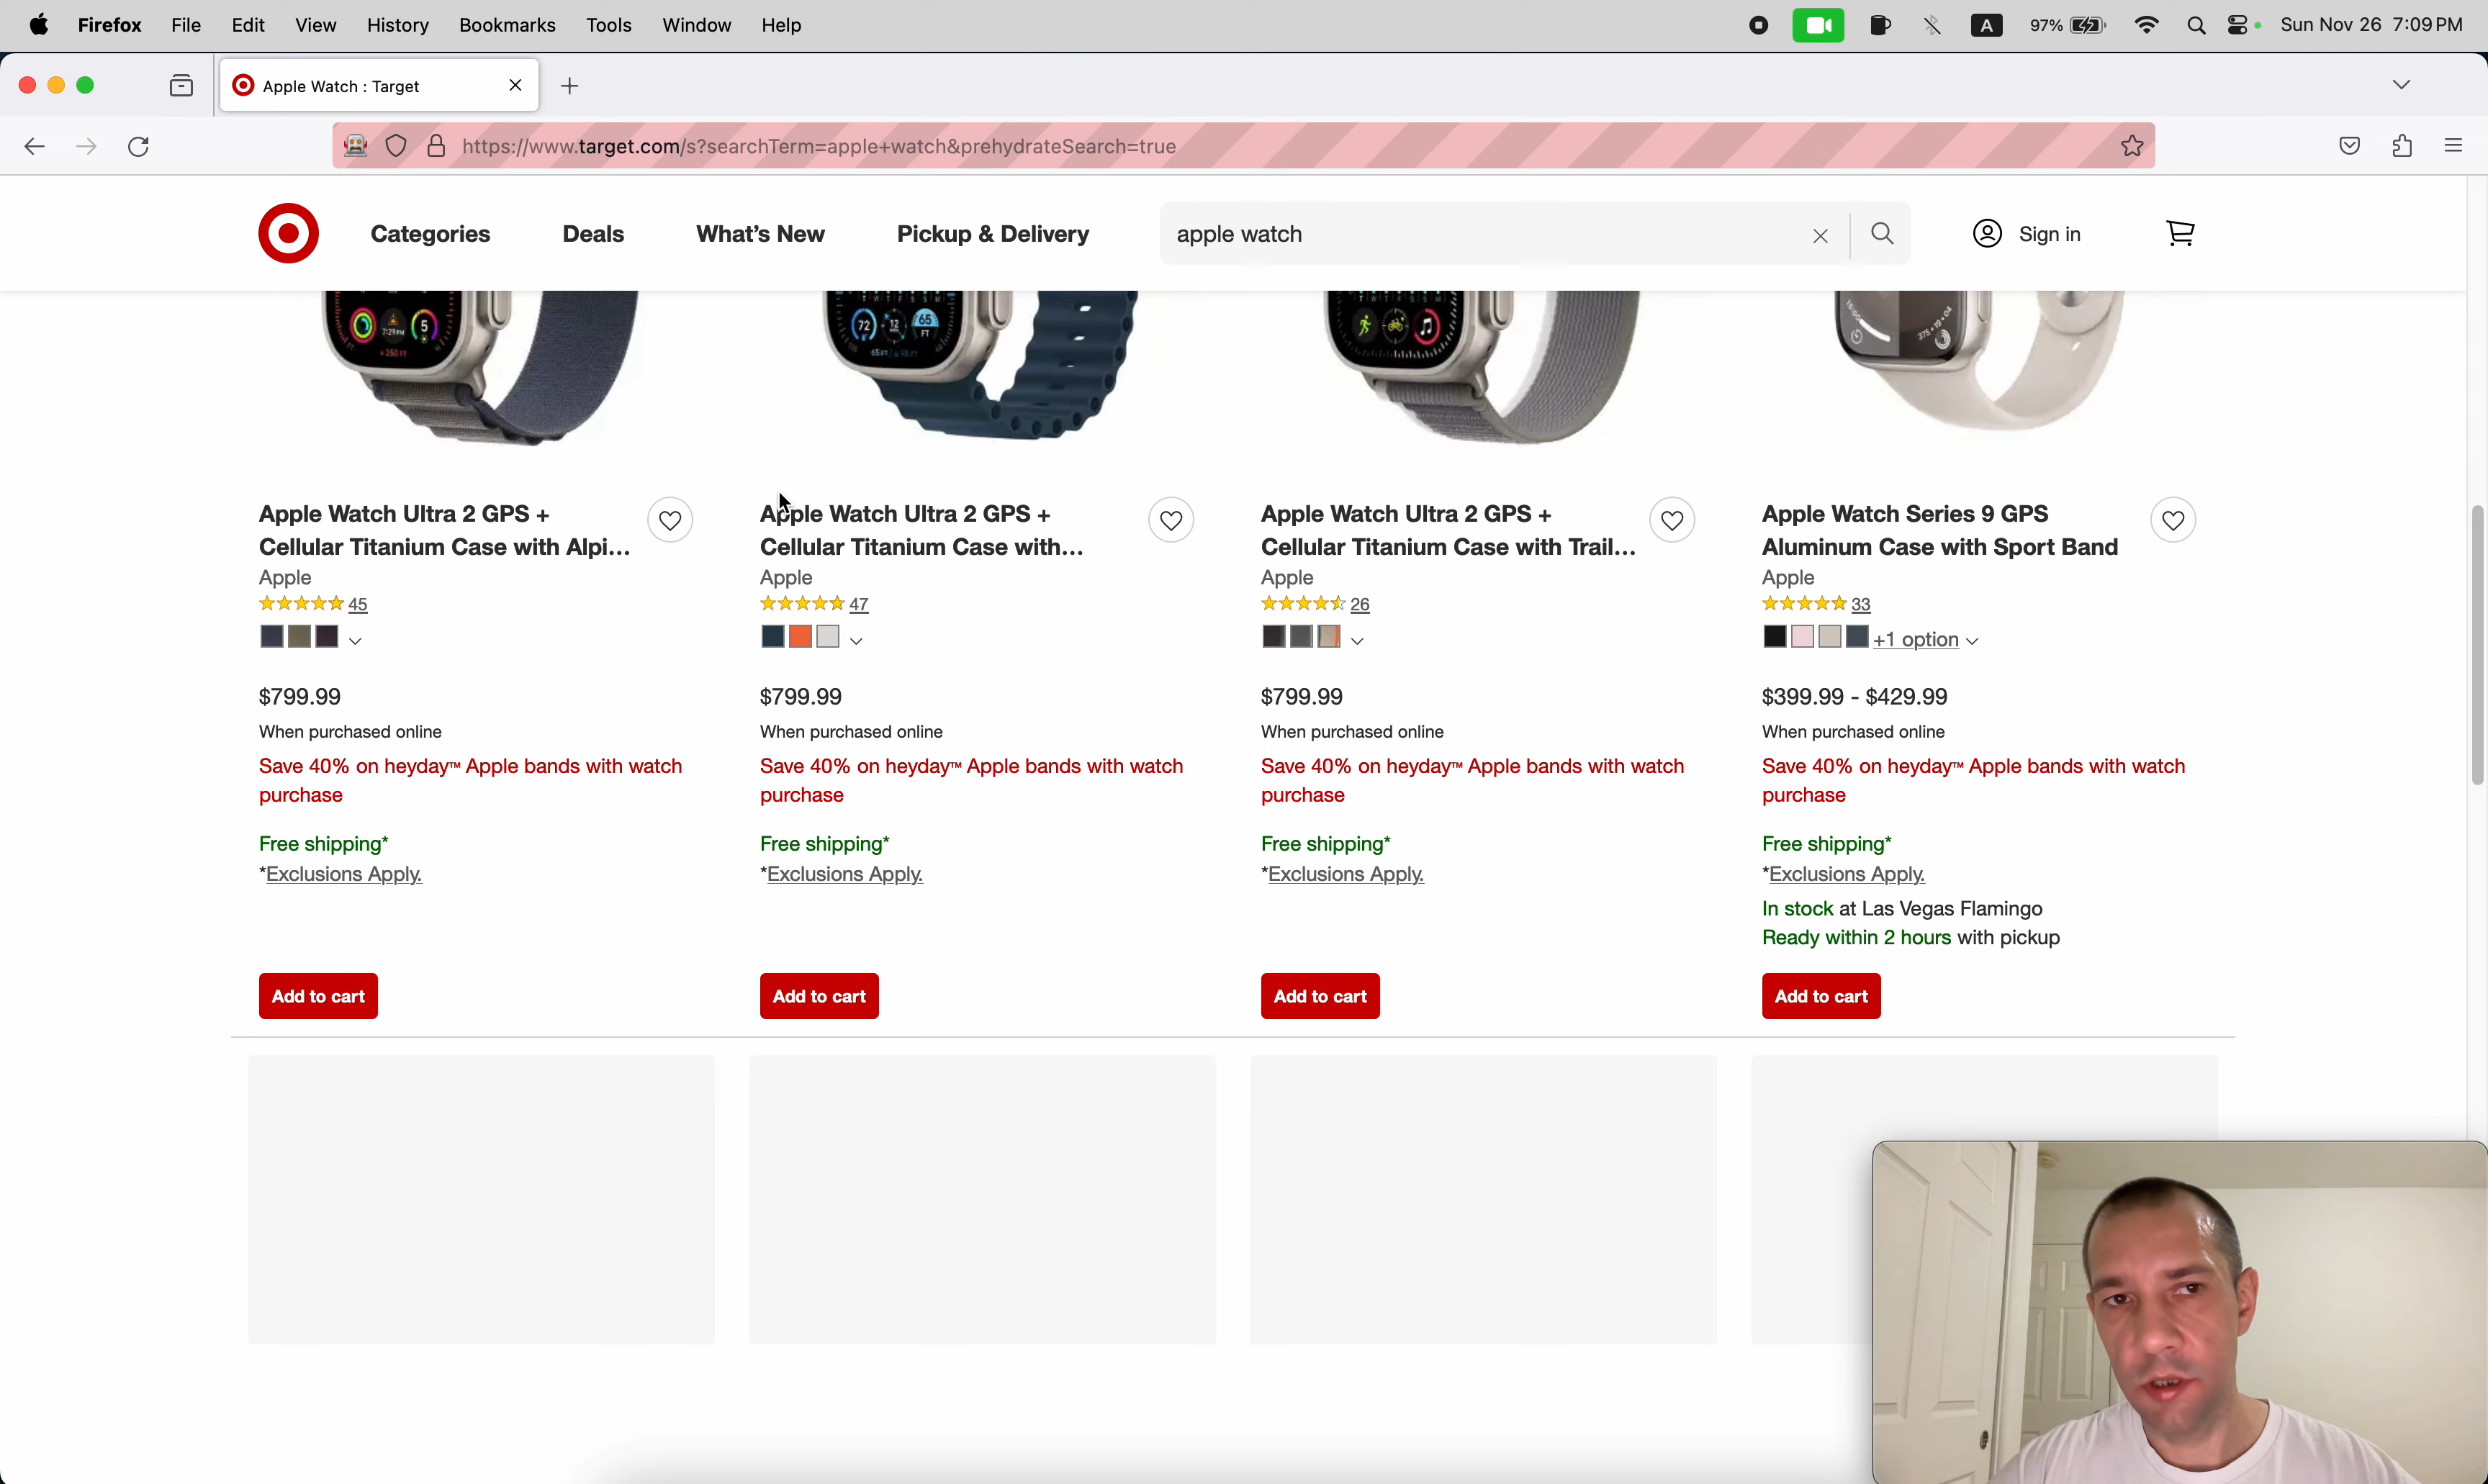 Firefox File Edit View History Bookmarks Tools Window Help A 97% Sun Nov 26 7:09 PM
Apple Watch : Target
https://www.target.com/s?searchTerm=apple+watch&prehydrateSearch=true
Categories Deals What's New Pickup & Delivery apple watch Sign in
Apple Watch Ultra 2 GPS +
Cellular Titanium Case with Alpi...
Apple
45
$799.99
When purchased online
Save 40% on heyday™ Apple bands with watch
purchase
Free shipping*
*Exclusions Apply.
Add to cart
Apple Watch Ultra 2 GPS +
Cellular Titanium Case with...
Apple
47
$799.99
When purchased online
Save 40% on heyday™ Apple bands with watch
purchase
Free shipping*
*Exclusions Apply.
Add to cart
Apple Watch Ultra 2 GPS +
Cellular Titanium Case with Trail...
Apple
26
$799.99
When purchased online
Save 40% on heyday™ Apple bands with watch
purchase
Free shipping*
*Exclusions Apply.
Add to cart
Apple Watch Series 9 GPS
Aluminum Case with Sport Band
Apple
33
+1 option
$399.99 - $429.99
When purchased online
Save 40% on heyday™ Apple bands with watch
purchase
Free shipping*
*Exclusions Apply.
In stock at Las Vegas Flamingo
Ready within 2 hours with pickup
Add to cart